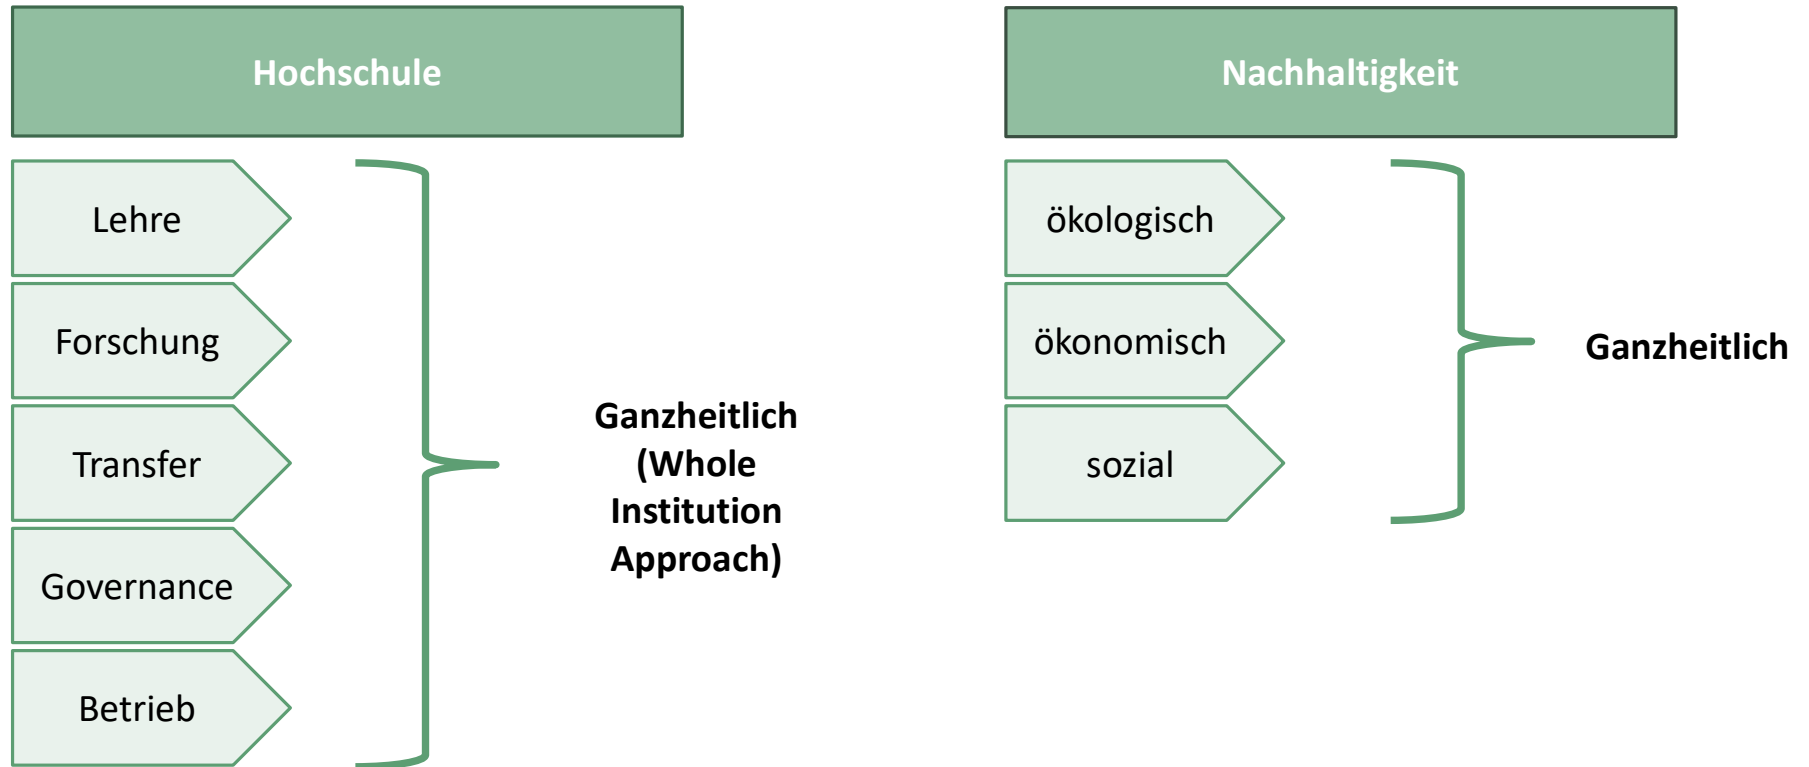 Hochschule
Lehre
Forschung
Transfer
Governance
Betrieb
Ganzheitlich
(Whole
Institution
Approach)
Nachhaltigkeit
ökologisch
ökonomisch
sozial
Ganzheitlich